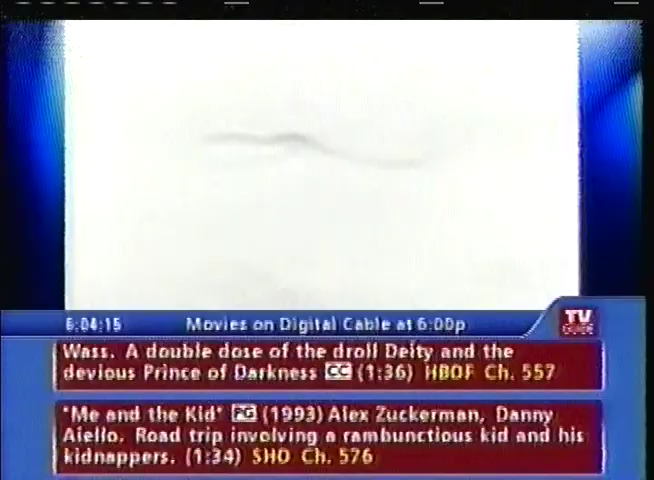 6:04:15 Movies on Digital Cable at 6:00p TV GUIDE
Wass. A double dose of the droll Deity and the
devious Prince of Darkness CC (1:36) HBOF Ch. 557
"Me and the Kid" PG (1993) Alex Zuckerman, Danny
Aiello. Road trip involving a rambunctious kid and his
kidnappers. (1:34) SHO Ch. 576